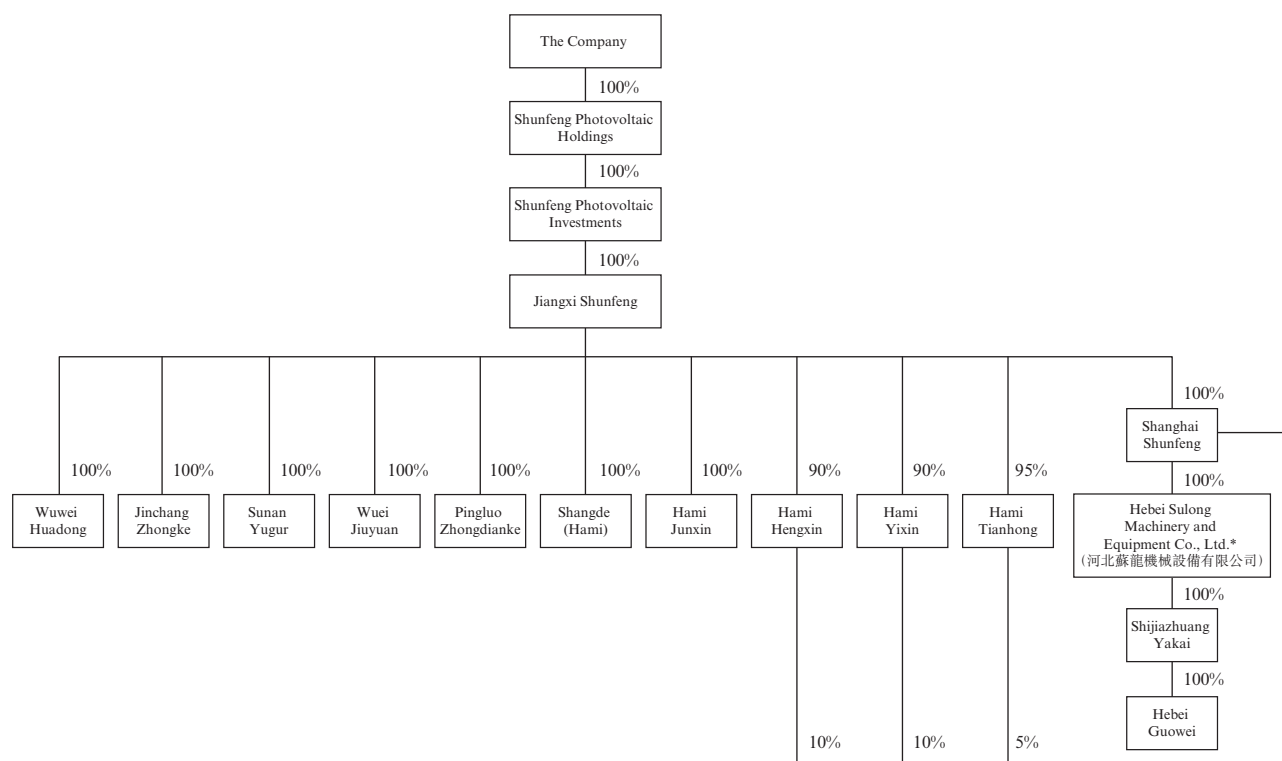 The Company
100%
Shunfeng Photovoltaic
Holdings
100%
Shunfeng Photovoltaic
Investments
100%
Jiangxi Shunfeng
100%
Shanghai
Shunfeng
100%
100%
100%
100%
100%
100%
100%
90%
90%
95%
100%
Wuwei
Huadong
Jinchang
Zhongke
Sunan
Yugur
Wuei
Jiuyuan
Pingluo
Zhongdianke
Shangde
(Hami)
Hami
Junxin
Hami
Hengxin
Hami
Yixin
Hami
Tianhong
Hebei Sulong
Machinery and
Equipment Co., Ltd.*
(河北蘇龍機械設備有限公司)
100%
Shijiazhuang
Yakai
100%
Hebei
Guowei
10%
10%
5%